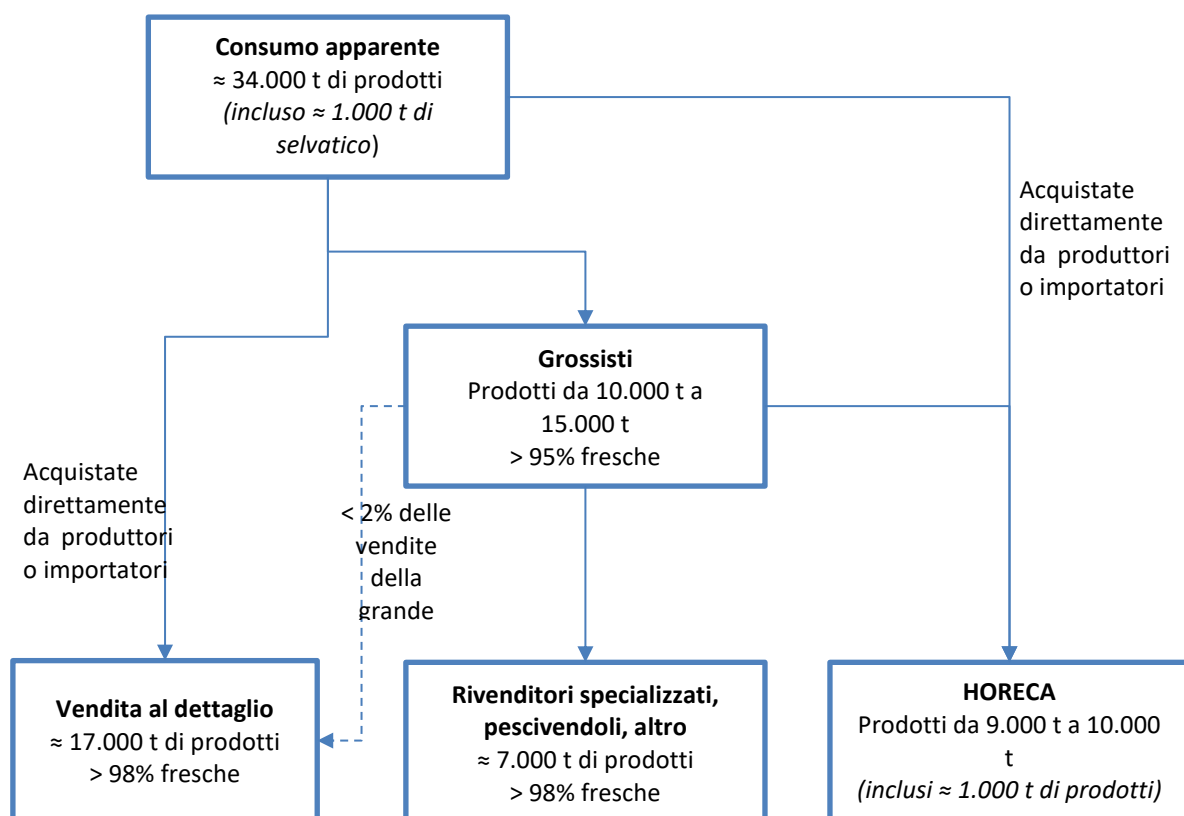 Consumo apparente
≈ 34.000 t di prodotti
(incluso ≈ 1.000 t di
selvatico)
Acquistate
direttamente
da produttori
o importatori
Grossisti
Prodotti da 10.000 t a
15.000 t
> 95% fresche
Acquistate
direttamente
da produttori
o importatori
< 2% delle
vendite
della
grande
Vendita al dettaglio
≈ 17.000 t di prodotti
> 98% fresche
Rivenditori specializzati,
pescivendoli, altro
≈ 7.000 t di prodotti
> 98% fresche
HORECA
Prodotti da 9.000 t a 10.000
t
(inclusi ≈ 1.000 t di prodotti)